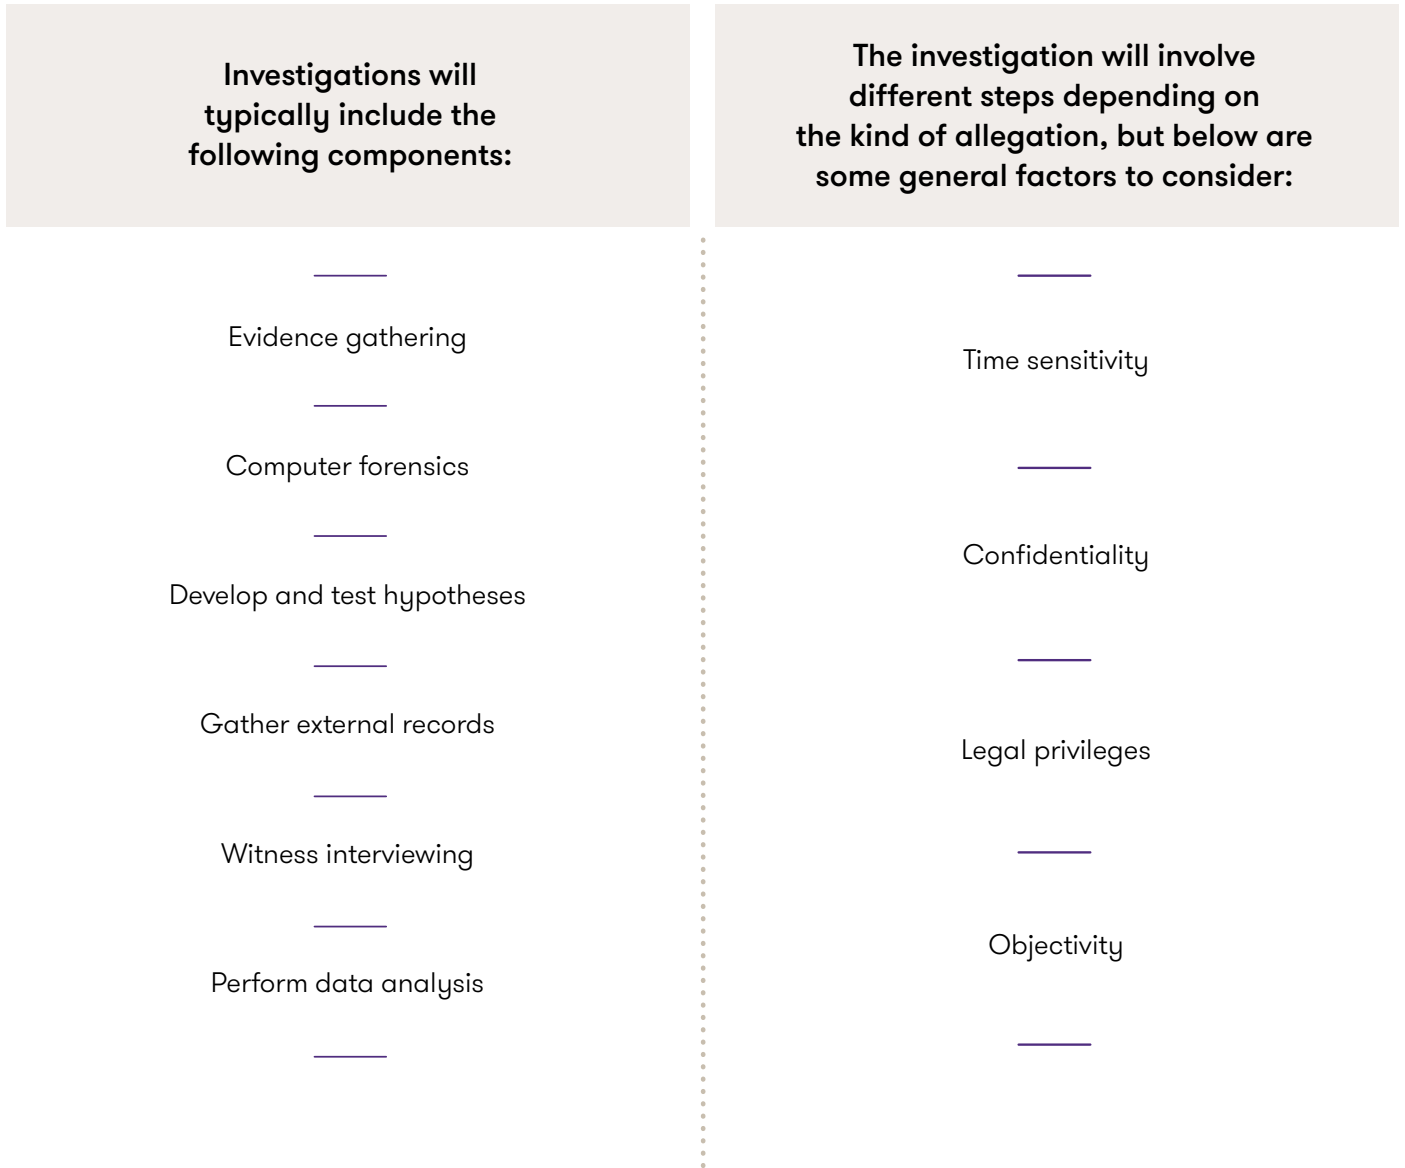 Investigations will
typically include the
following components:
Evidence gathering
Computer forensics
Develop and test hypotheses
Gather external records
Witness interviewing
Perform data analysis
The investigation will involve
different steps depending on
the kind of allegation, but below are
some general factors to consider:
Time sensitivity
Confidentiality
Legal privileges
Objectivity